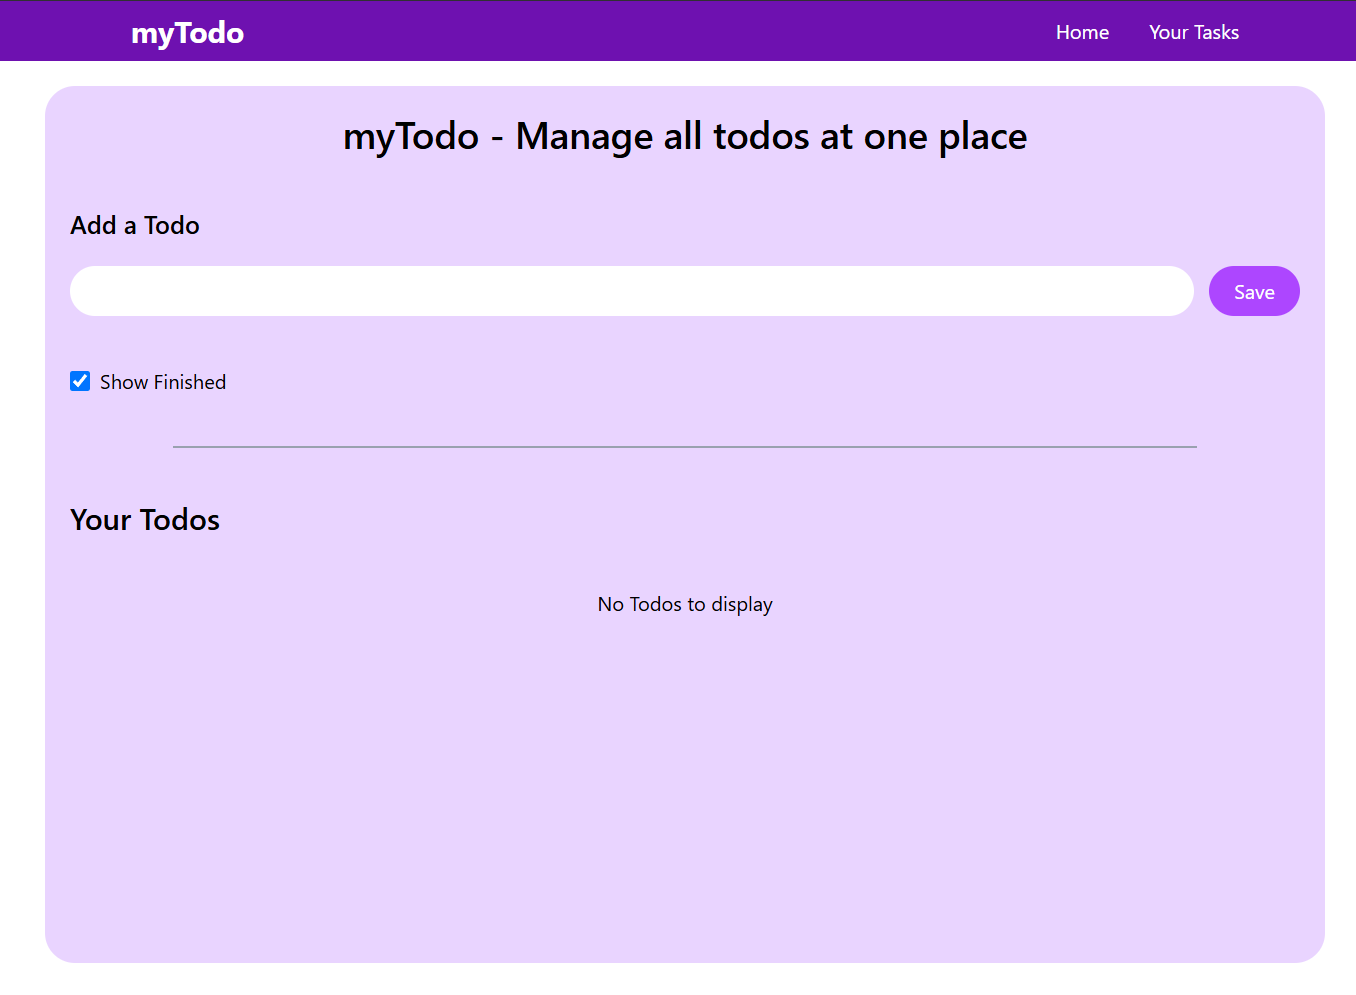 myTodo
Home
Your Tasks
myTodo - Manage all todos at one place
Add a Todo
Save
Show Finished
Your Todos
No Todos to display